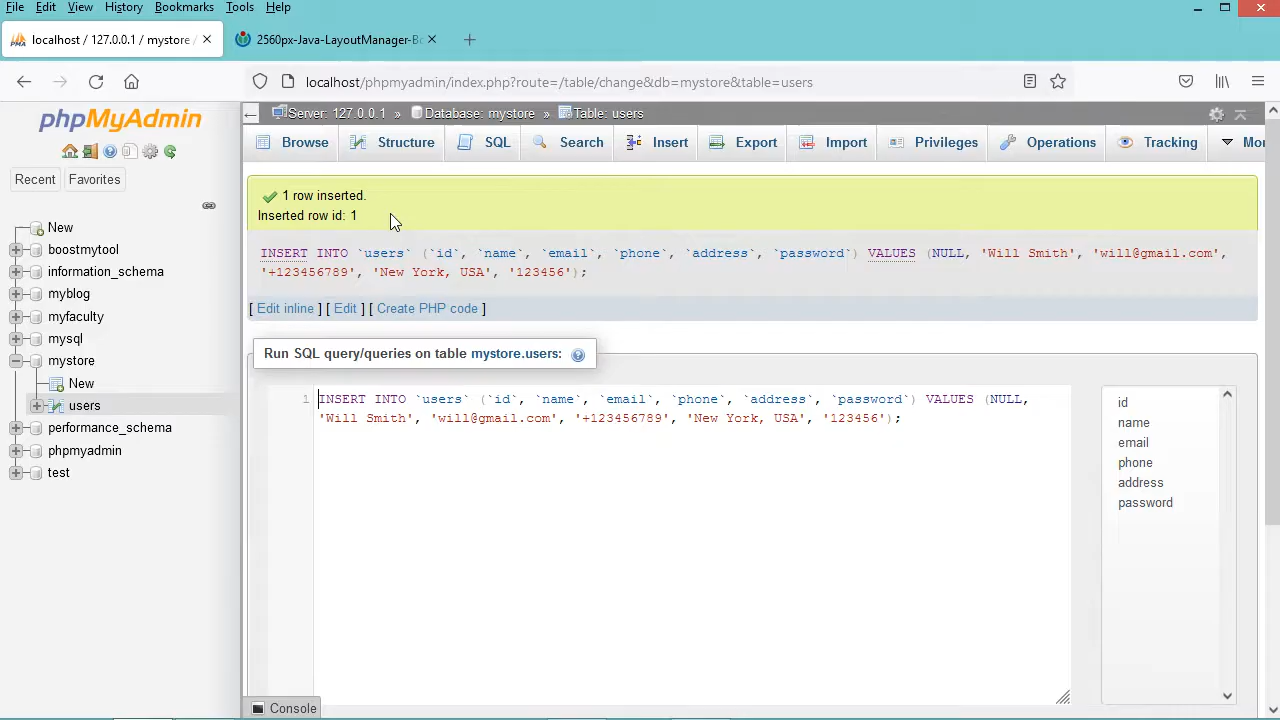 File Edit View History Bookmarks Tools Help
localhost / 127.0.0.1 / mystore
2560px-Java-LayoutManager-Bo
localhost/phpmyadmin/index.php?route=/table/change&db=mystore&table=users
phpMyAdmin
Recent Favorites
New
boostmytool
information_schema
myblog
myfaculty
mysql
mystore
New
users
performance_schema
phpmyadmin
test
Server: 127.0.0.1 » Database: mystore » Table: users
Browse Structure SQL Search Insert Export Import Privileges Operations Tracking Mo
1 row inserted.
Inserted row id: 1
INSERT INTO `users` (`id`, `name`, `email`, `phone`, `address`, `password`) VALUES (NULL, 'Will Smith', 'will@gmail.com',
'+123456789', 'New York, USA', '123456');
[ Edit inline ] [ Edit ] [ Create PHP code ]
Run SQL query/queries on table mystore.users:
1 INSERT INTO `users` (`id`, `name`, `email`, `phone`, `address`, `password`) VALUES (NULL,
'Will Smith', 'will@gmail.com', '+123456789', 'New York, USA', '123456');
id
name
email
phone
address
password
Console